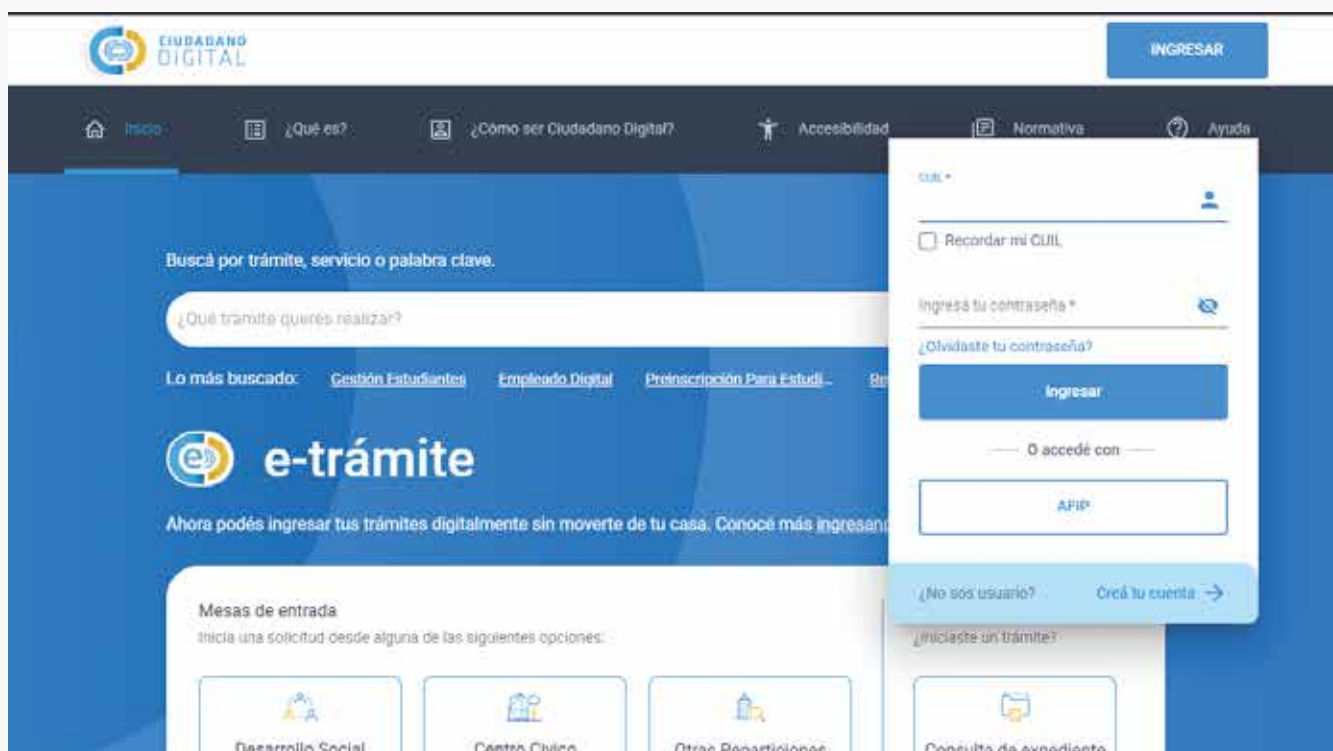 CIUDADANO
DIGITAL
INGRESAR
Inicio
¿Qué es?
¿Cómo ser Ciudadano Digital?
Accesibilidad
Normativa
Ayuda
CUIL *
Recordar mi CUIL
Ingresá tu contraseña *
¿Olvidaste tu contraseña?
Ingresar
O accedé con
AFIP
¿No sos usuario?
Creá tu cuenta
Buscá por trámite, servicio o palabra clave.
¿Qué trámite querés realizar?
Lo más buscado:
Gestión Estudiantes
Empleado Digital
Preinscripción Para Estudi...
e-trámite
Ahora podés ingresar tus trámites digitalmente sin moverte de tu casa. Conocé más
Mesas de entrada
Inicia una solicitud desde alguna de las siguientes opciones:
Desarrollo Social
Centro Cívico
Otras Reparticiones
¿Iniciaste un trámite?
Consulta de expediente